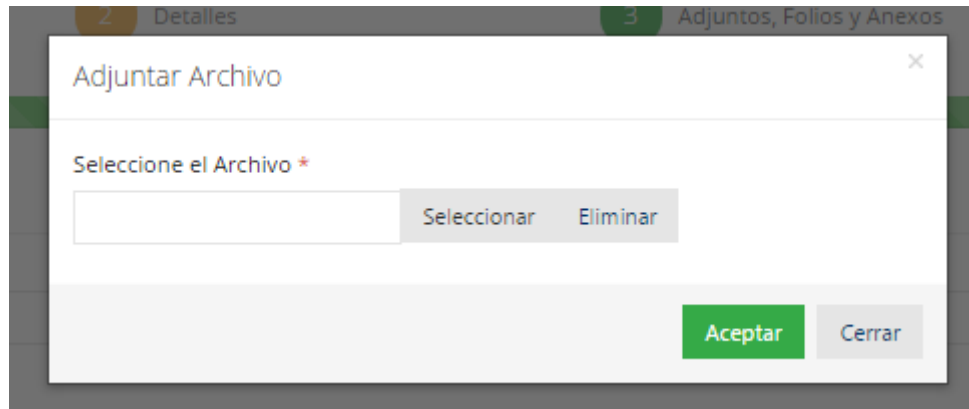 2 Detalles 3 Adjuntos, Folios y Anexos
Adjuntar Archivo ×
Seleccione el Archivo *
Seleccionar Eliminar
Aceptar Cerrar